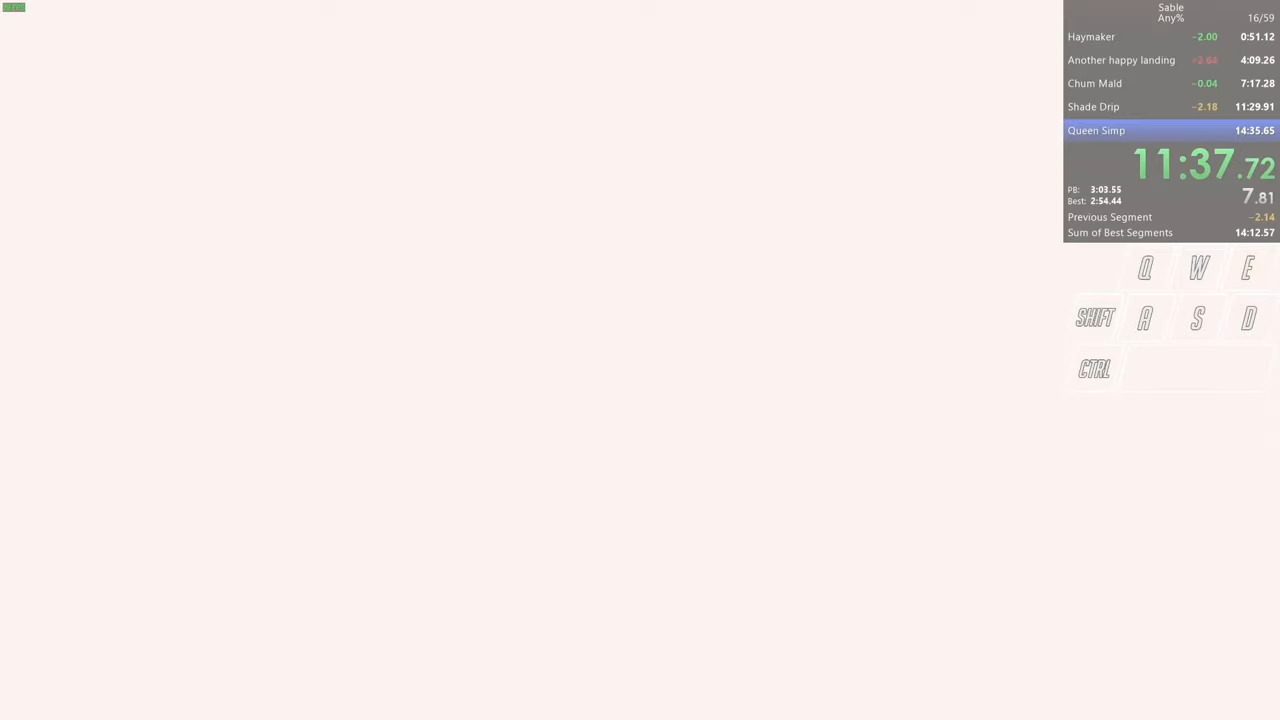 Sable
Any% 16/59
Haymaker −2.00 0:51.12
Another happy landing 4:09.26
Chum Mald −0.04 7:17.28
Shade Drip −2.18 11:29.91
Queen Simp 14:35.65
11:37.72
PB: 3:03.55
Best: 2:54.44 7.81
Previous Segment −2.14
Sum of Best Segments 14:12.57
Q W E
SHIFT A S D
CTRL